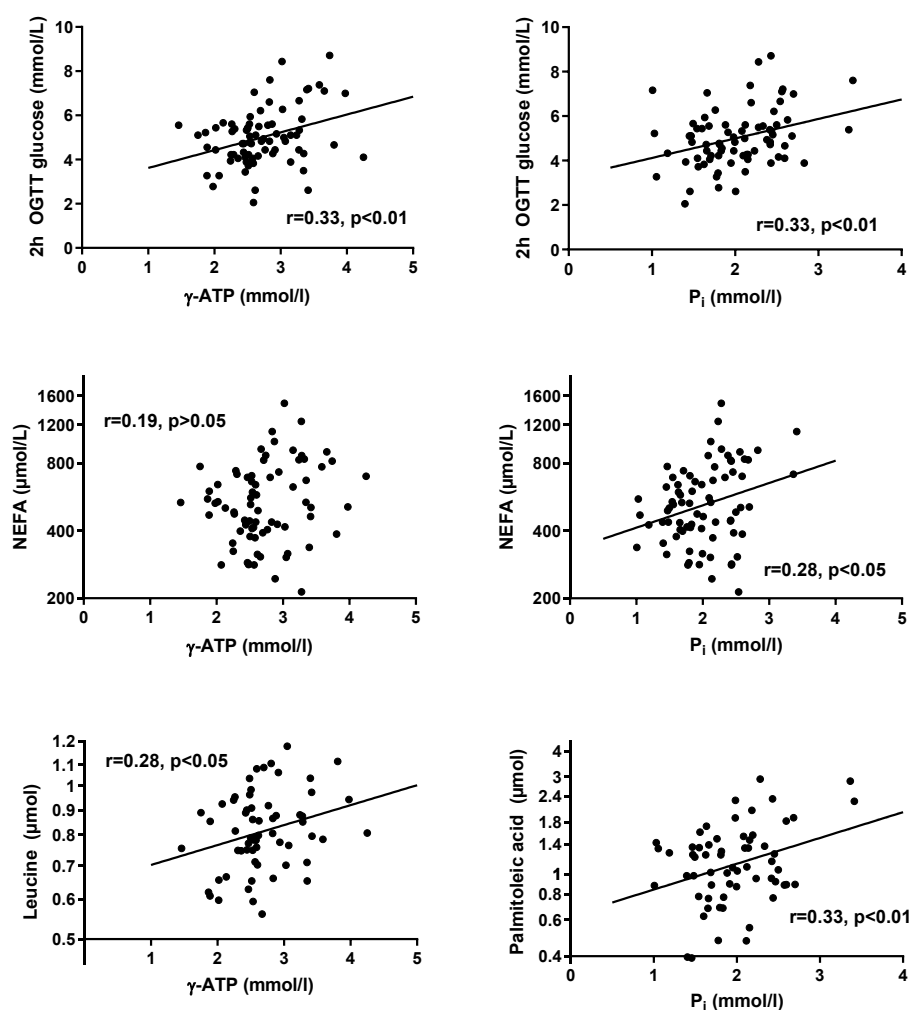 2h OGTT glucose (mmol/L)
10
8
6
4
2
0
r=0.33, p<0.01
0 1 2 3 4 5
γ-ATP (mmol/l)
2h OGTT glucose (mmol/L)
10
8
6
4
2
0
r=0.33, p<0.01
0 1 2 3 4
Pi (mmol/l)
NEFA (µmol/L)
1600
1200
800
400
200
r=0.19, p>0.05
0 1 2 3 4 5
γ-ATP (mmol/l)
NEFA (µmol/L)
1600
1200
800
400
200
r=0.28, p<0.05
0 1 2 3 4 5
Pi (mmol/l)
Leucine (µmol)
1.2
1.1
1
0.9
0.8
0.7
0.6
0.5
r=0.28, p<0.05
1 2 3 4 5
γ-ATP (mmol/l)
Palmitoleic acid (µmol)
4
3
2.4
1.8
1.4
1
0.8
0.6
0.4
r=0.33, p<0.01
0 1 2 3 4
Pi (mmol/l)